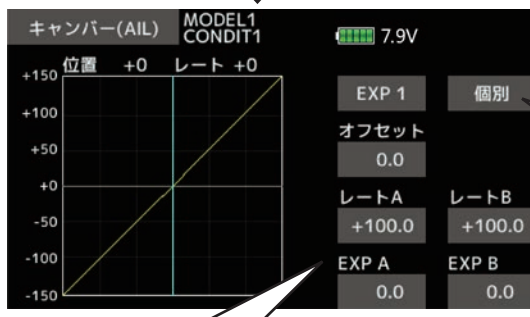 キャンバー(AIL)
MODEL1
CONDIT1
7.9V
位置 +0 レート +0
+150
+100
+50
+0
-50
-100
-150
EXP 1 個別
オフセット
0.0
レートA レートB
+100.0 +100.0
EXP A EXP B
0.0 0.0